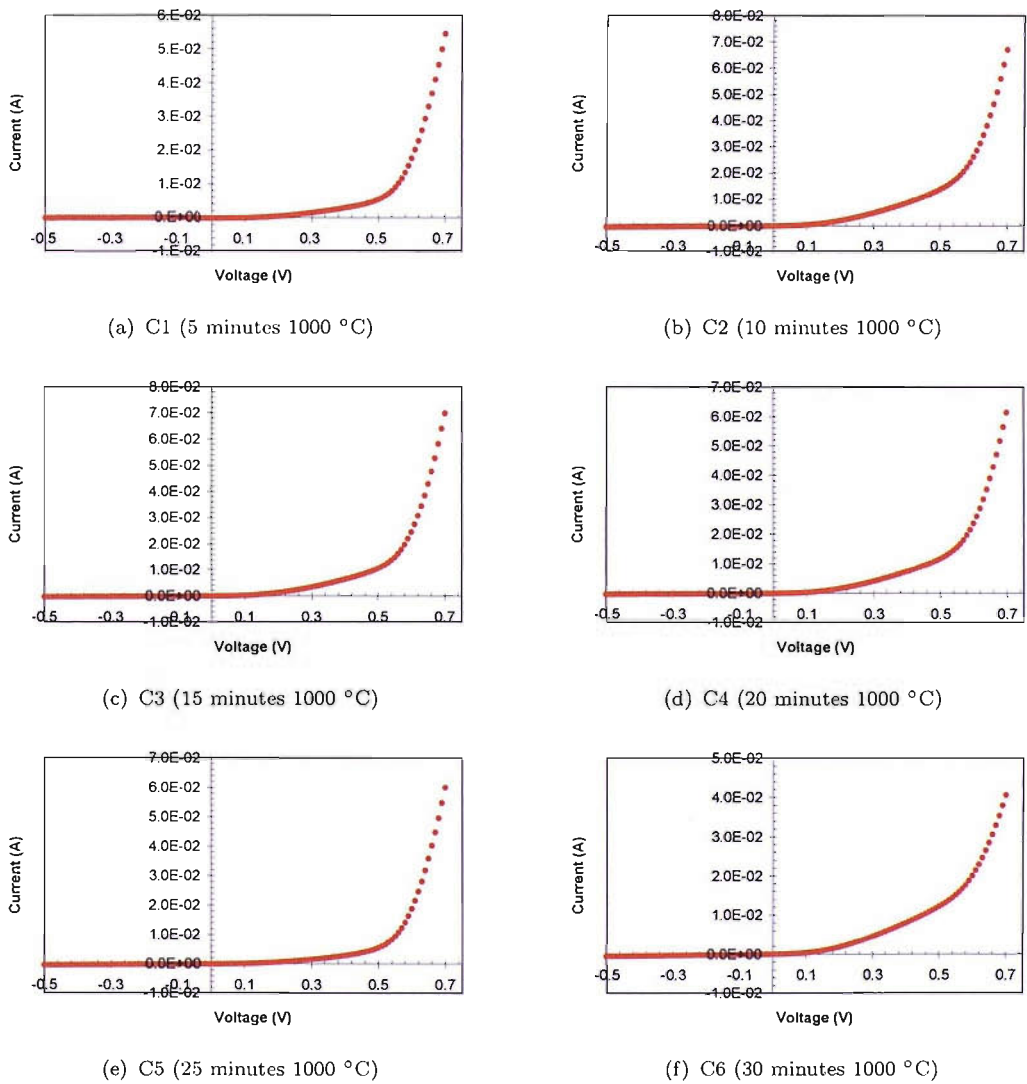 6.E-02
5.E-02
4.E-02
3.E-02
2.E-02
1.E-02
0.E+00
-1.E-02
Current (A)
-0.5 -0.3 -0.1 0.1 0.3 0.5 0.7
Voltage (V)
(a) C1 (5 minutes 1000 °C)
8.0E-02
7.0E-02
6.0E-02
5.0E-02
4.0E-02
3.0E-02
2.0E-02
1.0E-02
0.0E+00
-1.0E-02
Current (A)
-0.5 -0.3 -0.1 0.1 0.3 0.5 0.7
Voltage (V)
(b) C2 (10 minutes 1000 °C)
8.0E-02
7.0E-02
6.0E-02
5.0E-02
4.0E-02
3.0E-02
2.0E-02
1.0E-02
0.0E+00
-1.0E-02
Current (A)
-0.5 -0.3 -0.1 0.1 0.3 0.5 0.7
Voltage (V)
(c) C3 (15 minutes 1000 °C)
7.0E-02
6.0E-02
5.0E-02
4.0E-02
3.0E-02
2.0E-02
1.0E-02
0.0E+00
-1.0E-02
Current (A)
-0.5 -0.3 -0.1 0.1 0.3 0.5 0.7
Voltage (V)
(d) C4 (20 minutes 1000 °C)
7.0E-02
6.0E-02
5.0E-02
4.0E-02
3.0E-02
2.0E-02
1.0E-02
0.0E+00
-1.0E-02
Current (A)
-0.5 -0.3 -0.1 0.1 0.3 0.5 0.7
Voltage (V)
(e) C5 (25 minutes 1000 °C)
5.0E-02
4.0E-02
3.0E-02
2.0E-02
1.0E-02
0.0E+00
-1.0E-02
Current (A)
-0.5 -0.3 -0.1 0.1 0.3 0.5 0.7
Voltage (V)
(f) C6 (30 minutes 1000 °C)